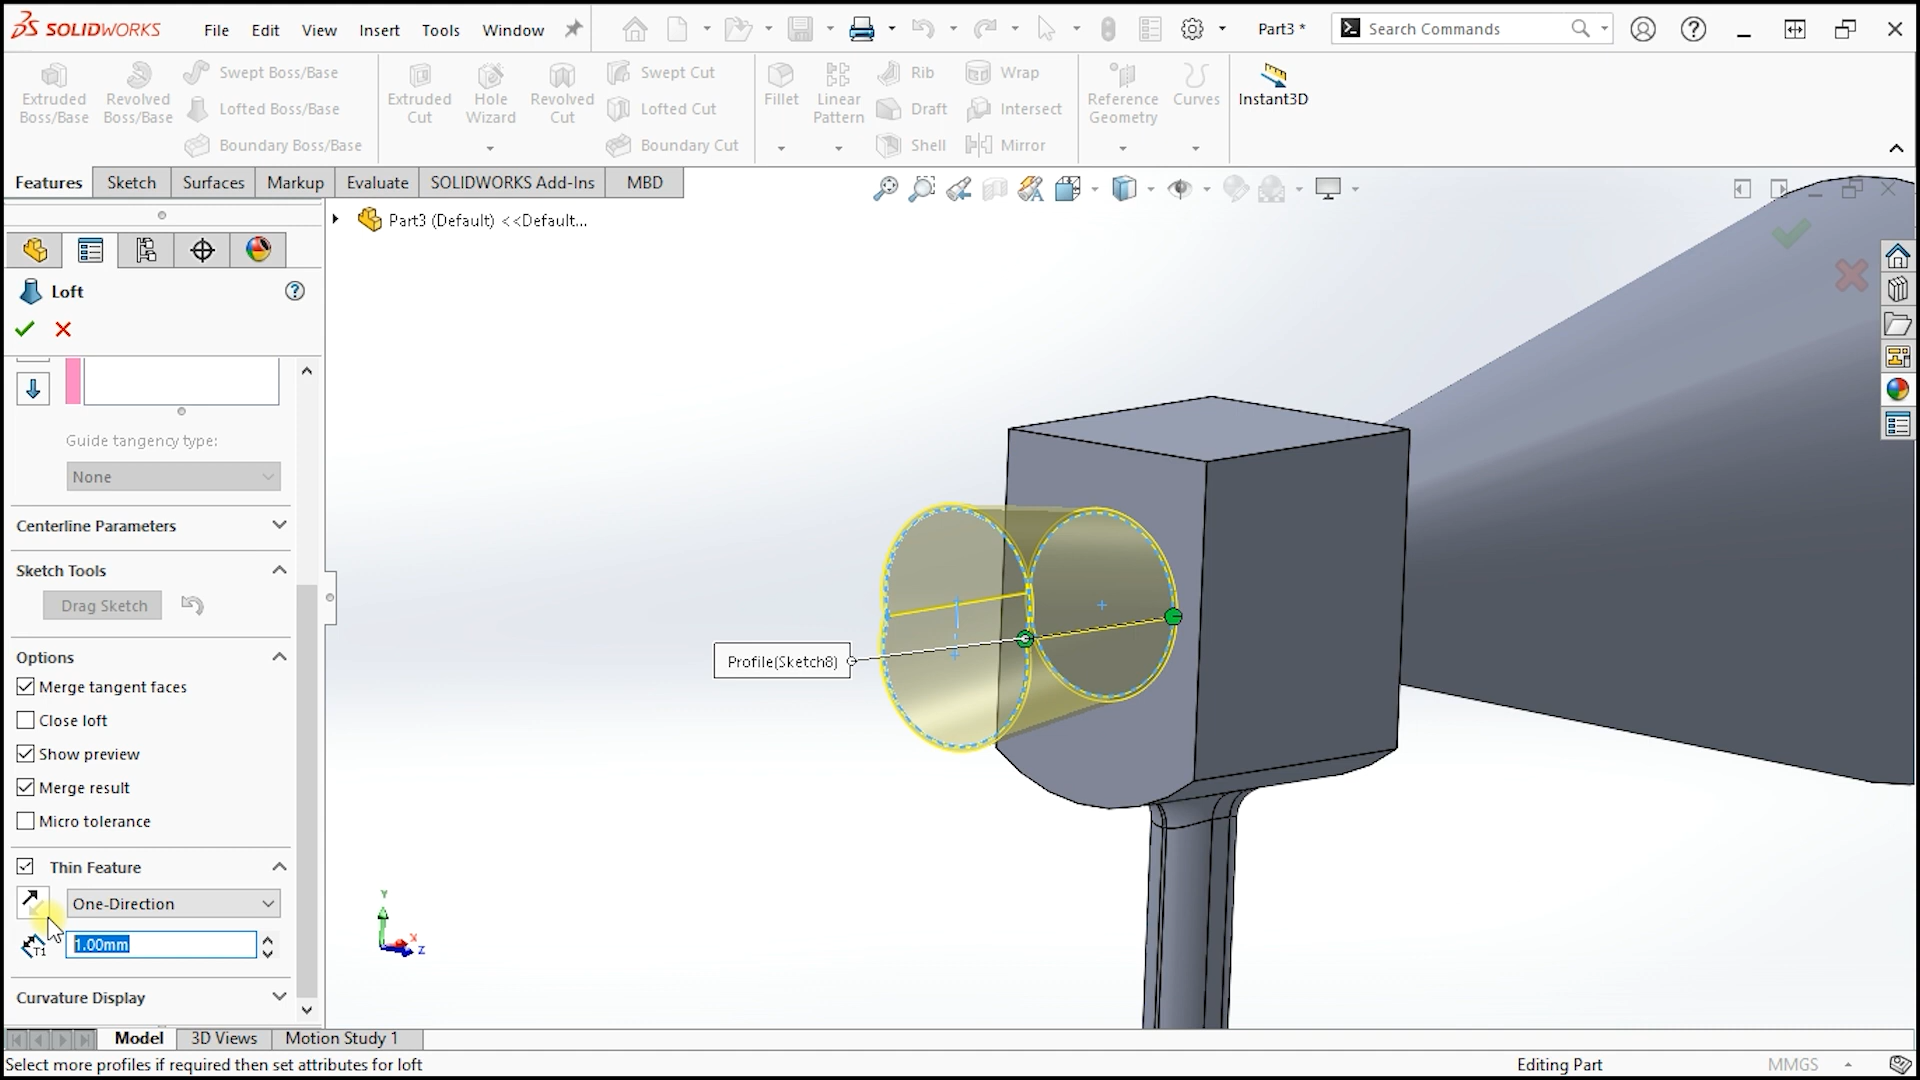 SOLIDWORKS
File Edit View Insert Tools Window
Part3 *
Search Commands
Extruded Boss/Base
Revolved Boss/Base
Swept Boss/Base
Lofted Boss/Base
Boundary Boss/Base
Extruded Cut
Hole Wizard
Revolved Cut
Swept Cut
Lofted Cut
Boundary Cut
Fillet
Linear Pattern
Rib
Draft
Shell
Wrap
Intersect
Mirror
Reference Geometry
Curves
Instant3D
Features Sketch Surfaces Markup Evaluate SOLIDWORKS Add-Ins MBD
Part3 (Default) <<Default...
Loft
Guide tangency type:
None
Centerline Parameters
Sketch Tools
Drag Sketch
Options
Merge tangent faces
Close loft
Show preview
Merge result
Micro tolerance
Thin Feature
One-Direction
T1
1.00mm
Curvature Display
Profile(Sketch8)
Y
X
Z
Model 3D Views Motion Study 1
Select more profiles if required then set attributes for loft
Editing Part
MMGS